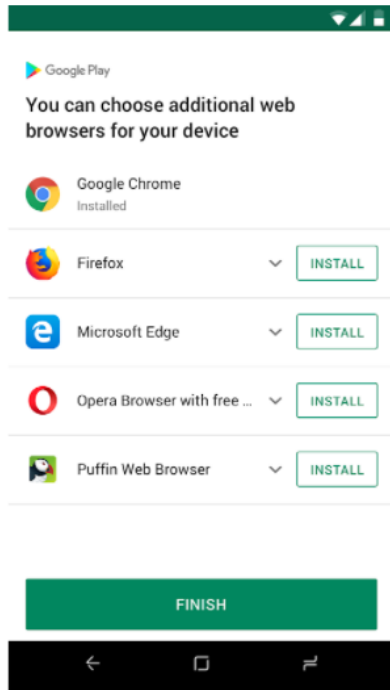 Google Play
You can choose additional web
browsers for your device
Google Chrome
Installed
Firefox
INSTALL
Microsoft Edge
INSTALL
Opera Browser with free ...
INSTALL
Puffin Web Browser
INSTALL
FINISH